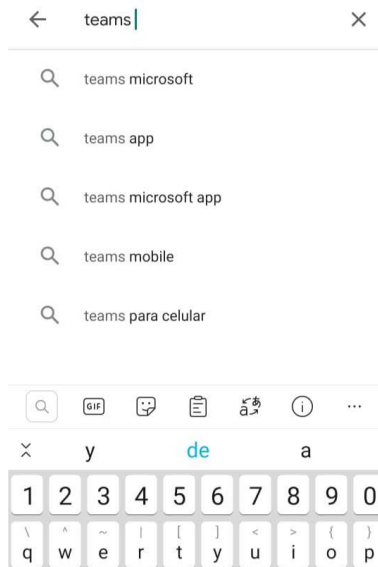 teams
teams microsoft
teams app
teams microsoft app
teams mobile
teams para celular
GIF
y de a
1 2 3 4 5 6 7 8 9 0
\ ^ ~ | [ ] < > { }
q w e r t y u i o p